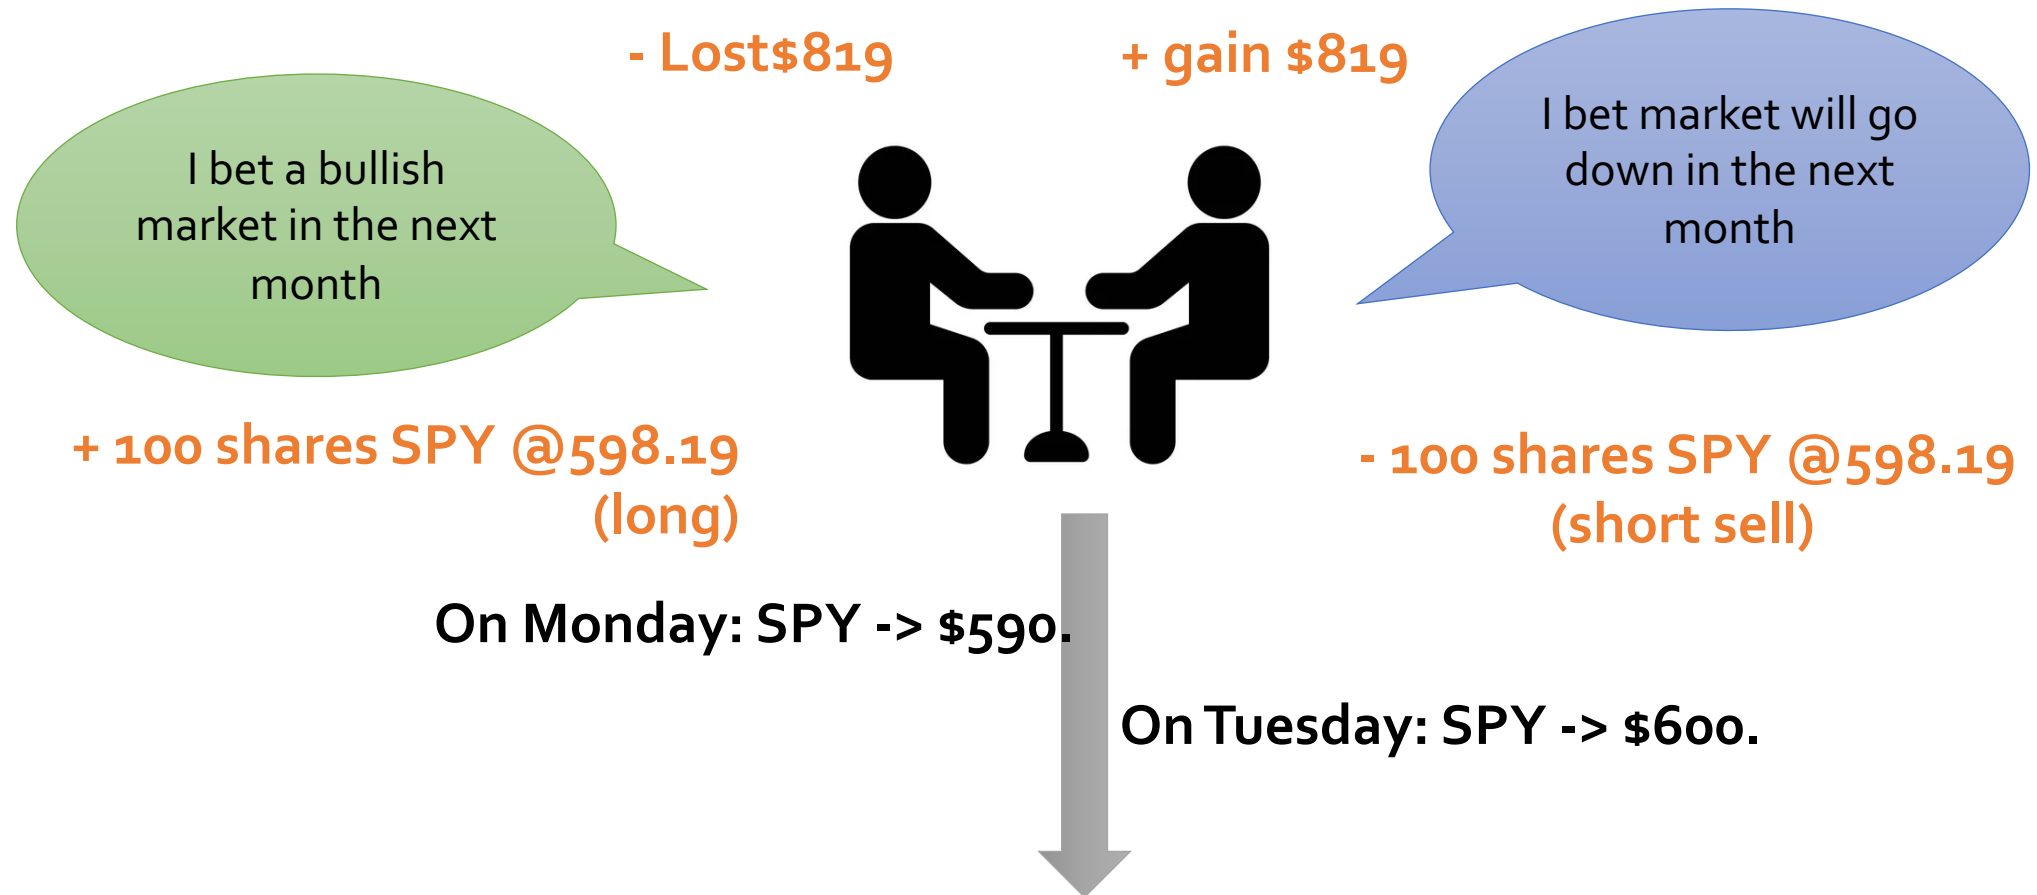 - Lost$819
+ gain $819
I bet a bullish
market in the next
month
I bet market will go
down in the next
month
+ 100 shares SPY @598.19
(long)
- 100 shares SPY @598.19
(short sell)
On Monday: SPY -> $590.
On Tuesday: SPY -> $600.